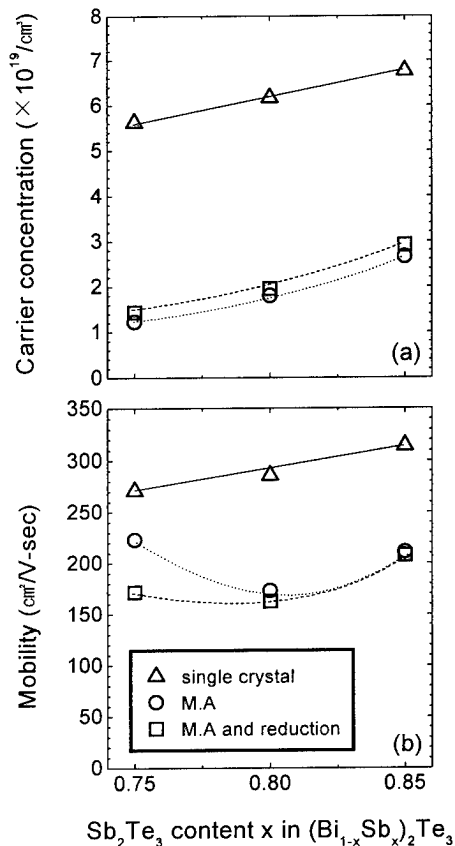 Carrier concentration (×10¹⁹/㎤)
8
7
6
5
4
3
2
1
0
(a)
Mobility (㎠/V-sec)
350
300
250
200
150
100
50
0
single crystal
M.A
M.A and reduction
(b)
0.75 0.80 0.85
Sb₂Te₃ content x in (Bi₁₋ₓSbₓ)₂Te₃